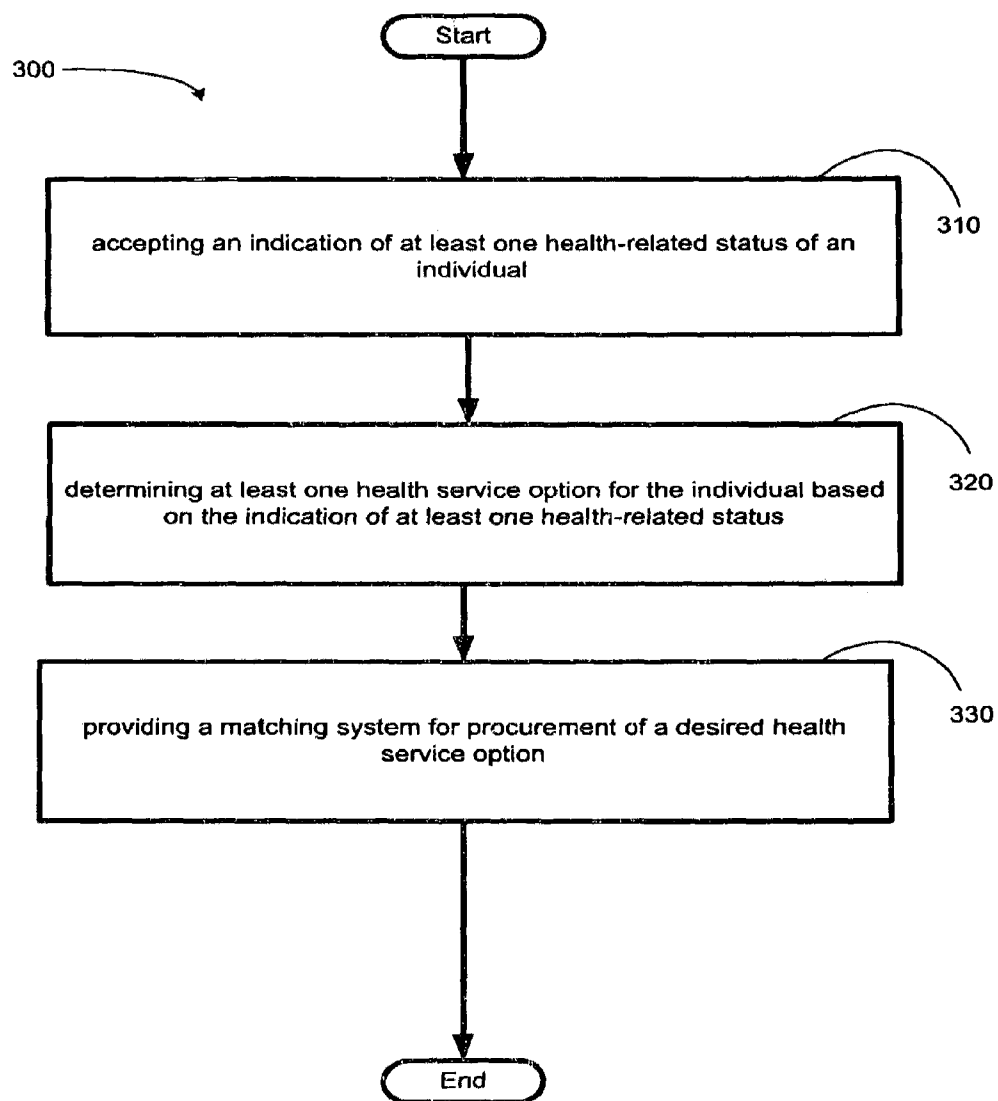 Start
300
310
accepting an indication of at least one health-related status of an
individual
320
determining at least one health service option for the individual based
on the indication of at least one health-related status
330
providing a matching system for procurement of a desired health
service option
End